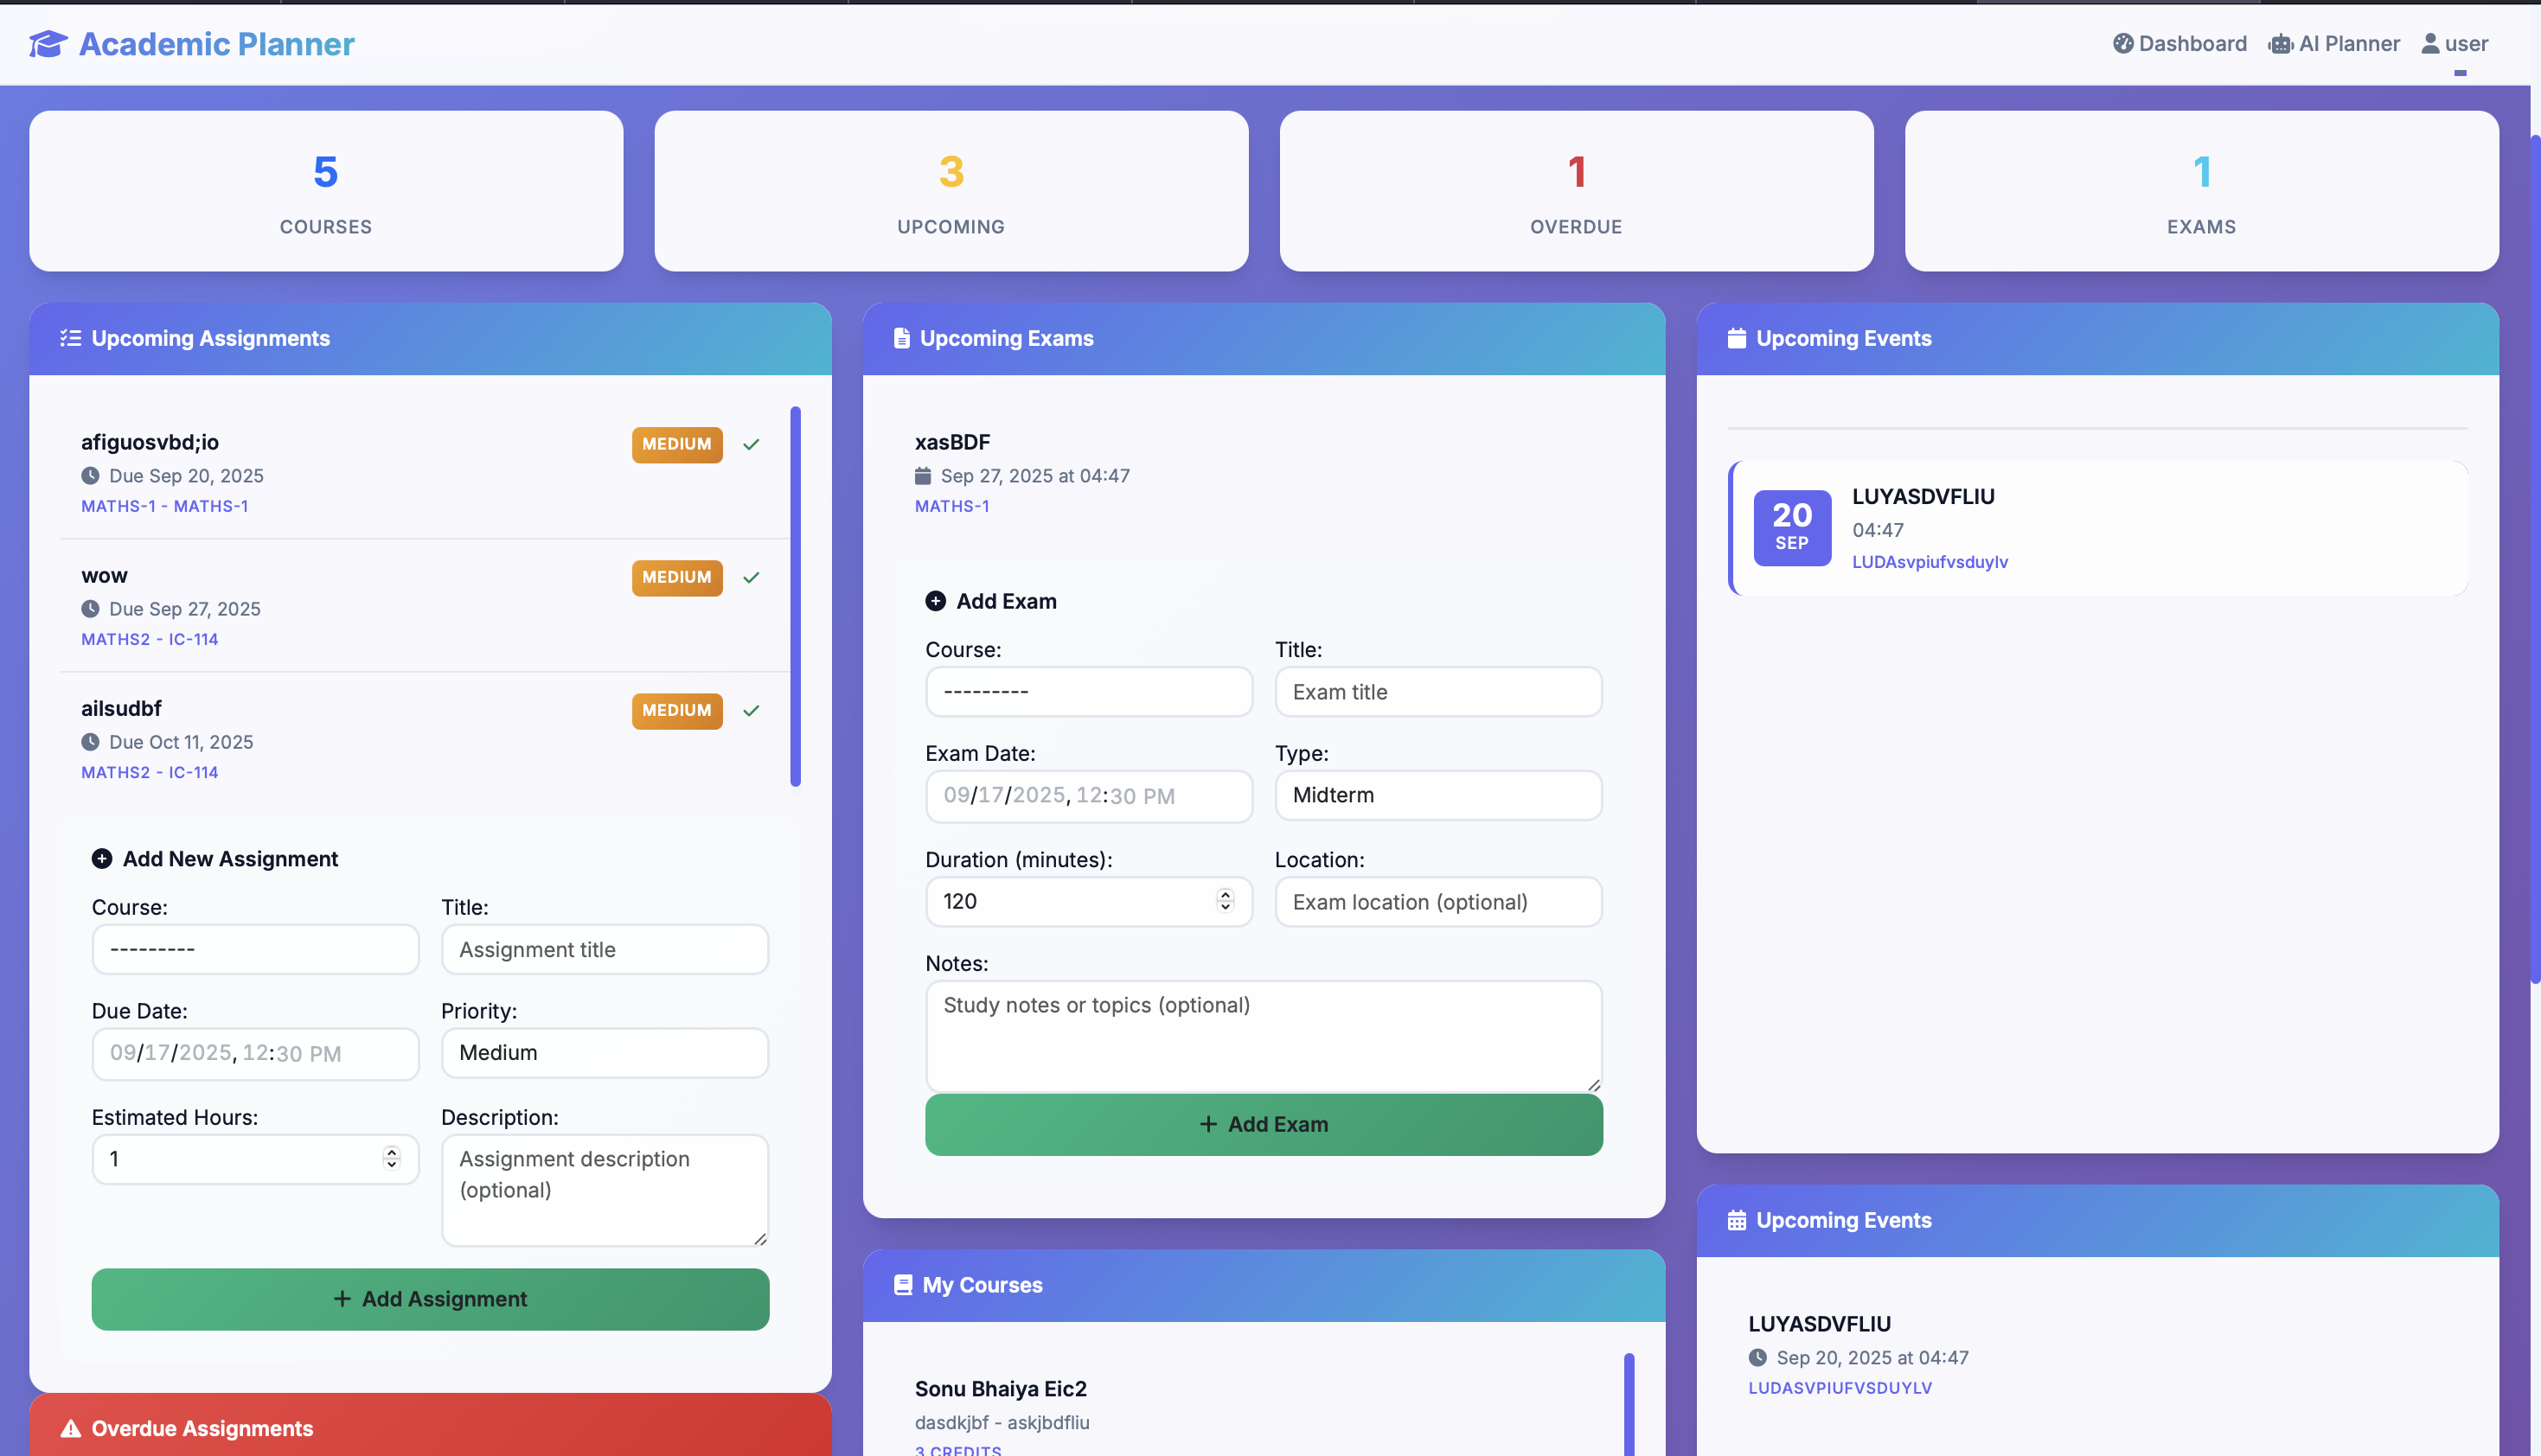 Academic Planner
Dashboard
AI Planner
user
5
COURSES
3
UPCOMING
1
OVERDUE
1
EXAMS
Upcoming Assignments
afiguosvbd;io
MEDIUM
Due Sep 20, 2025
MATHS-1 - MATHS-1
wow
MEDIUM
Due Sep 27, 2025
MATHS2 - IC-114
ailsudbf
MEDIUM
Due Oct 11, 2025
MATHS2 - IC-114
Add New Assignment
Course:
Title:
---------
Assignment title
Due Date:
Priority:
09/17/2025, 12:30 PM
Medium
Estimated Hours:
Description:
1
Assignment description
(optional)
+ Add Assignment
Overdue Assignments
Upcoming Exams
xasBDF
Sep 27, 2025 at 04:47
MATHS-1
Add Exam
Course:
Title:
---------
Exam title
Exam Date:
Type:
09/17/2025, 12:30 PM
Midterm
Duration (minutes):
Location:
120
Exam location (optional)
Notes:
Study notes or topics (optional)
+ Add Exam
My Courses
Sonu Bhaiya Eic2
dasdkjbf - askjbdfliu
3 CREDITS
Upcoming Events
20
SEP
LUYASDVFLIU
04:47
LUDAsvpiufvsduylv
Upcoming Events
LUYASDVFLIU
Sep 20, 2025 at 04:47
LUDASVPIUFVSDUYLV